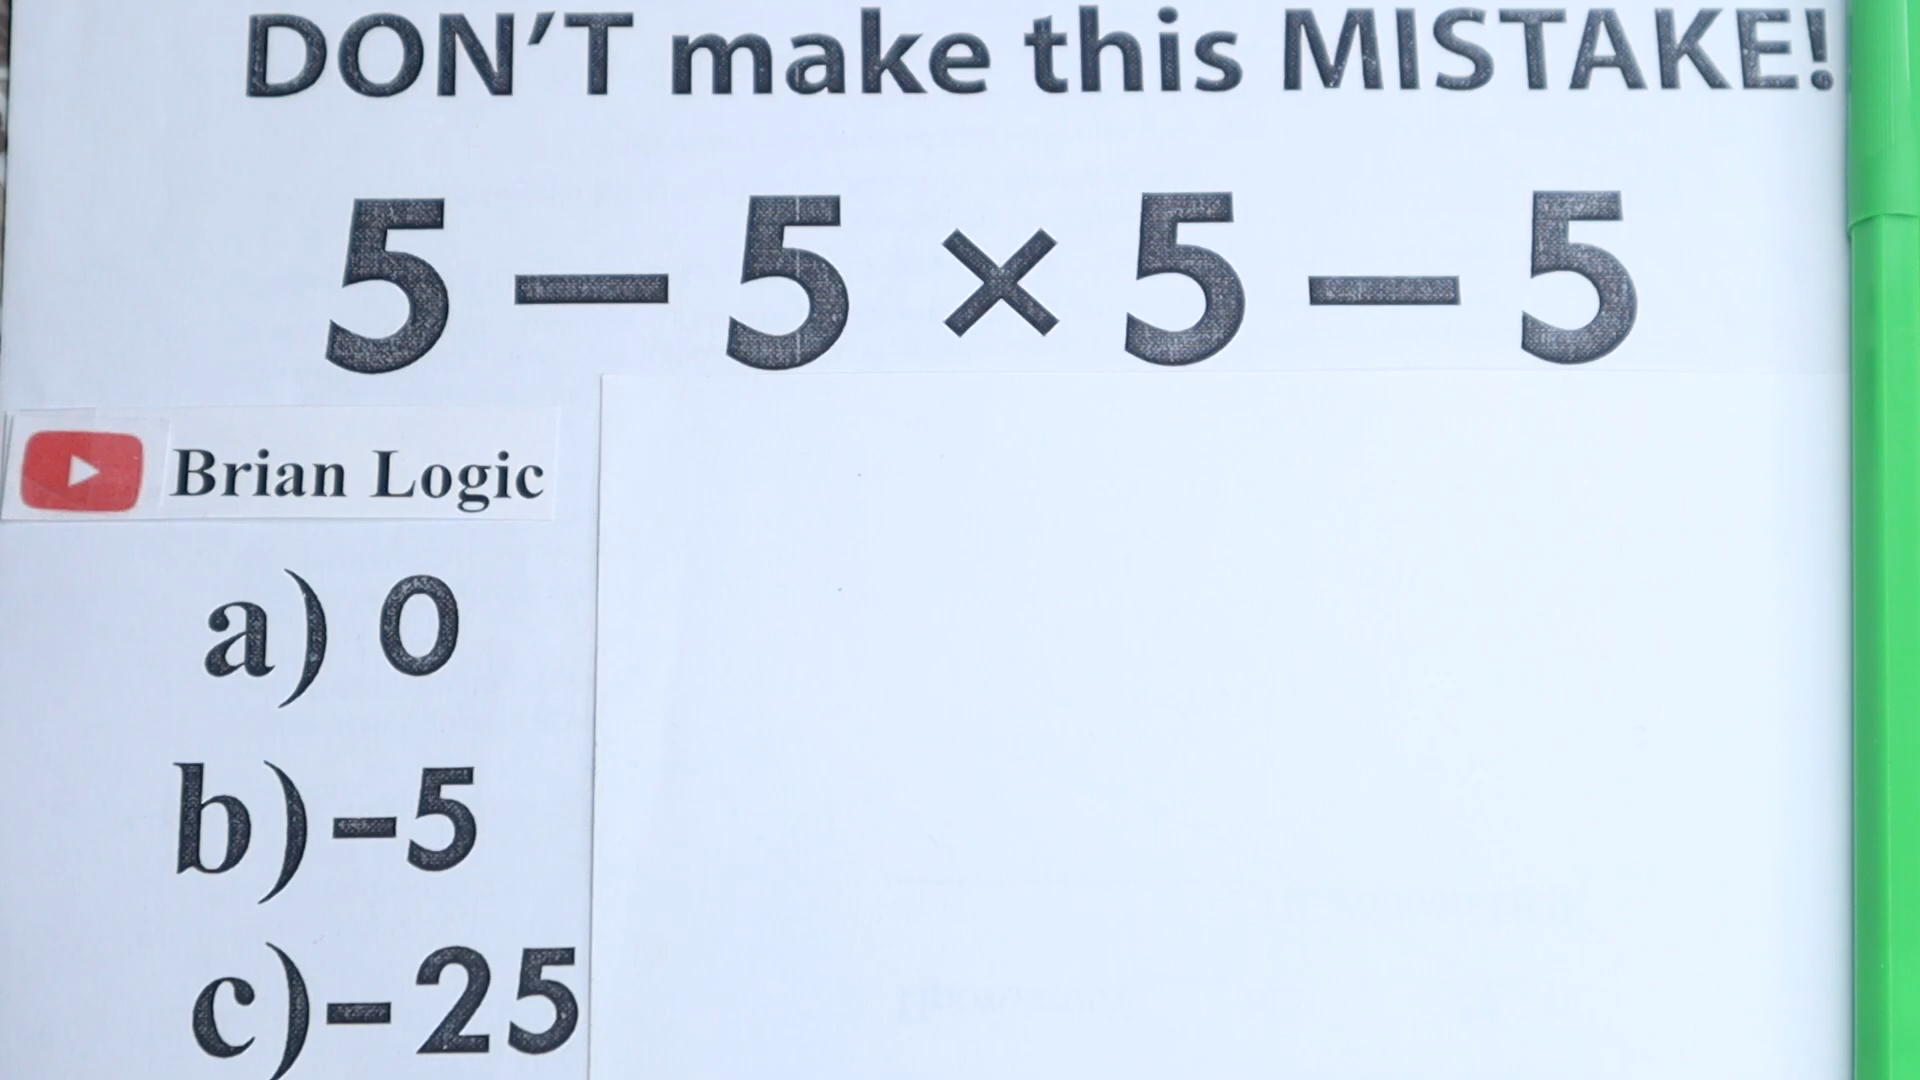 DON'T make this MISTAKE!
5 – 5 × 5 – 5
Brian Logic
a) 0
b) -5
c) -25